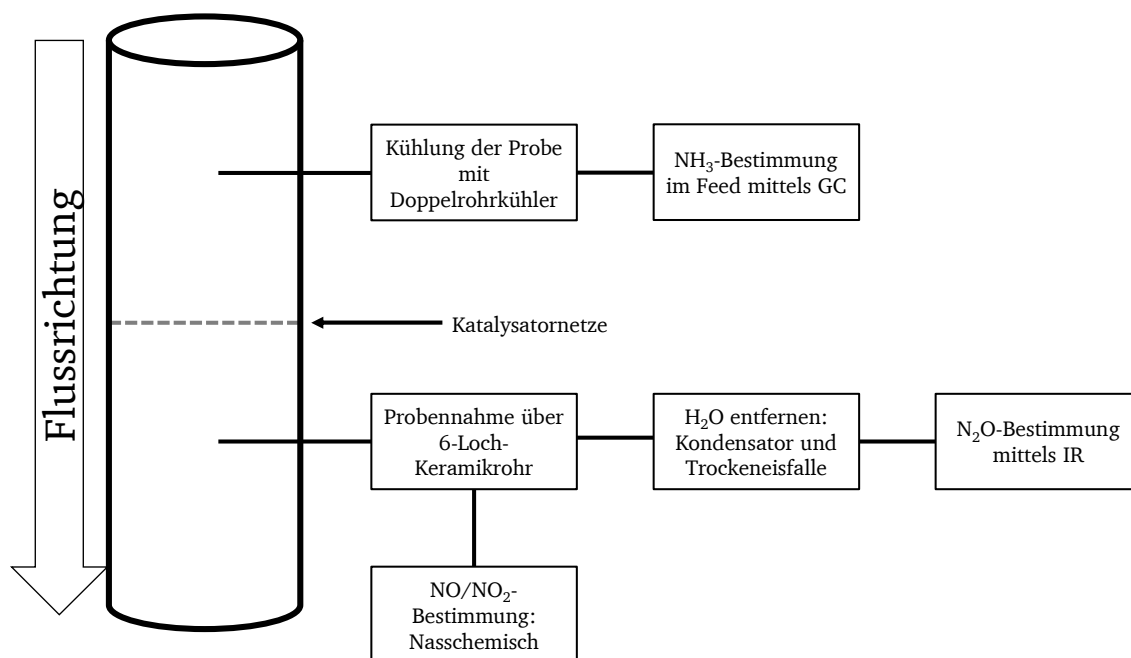 Flussrichtung
Kühlung der Probe
mit
Doppelrohrkühler
NH₃-Bestimmung
im Feed mittels GC
Katalysatornetze
Probennahme über
6-Loch-
Keramikrohr
H₂O entfernen:
Kondensator und
Trockeneisfalle
N₂O-Bestimmung
mittels IR
NO/NO₂-
Bestimmung:
Nasschemisch